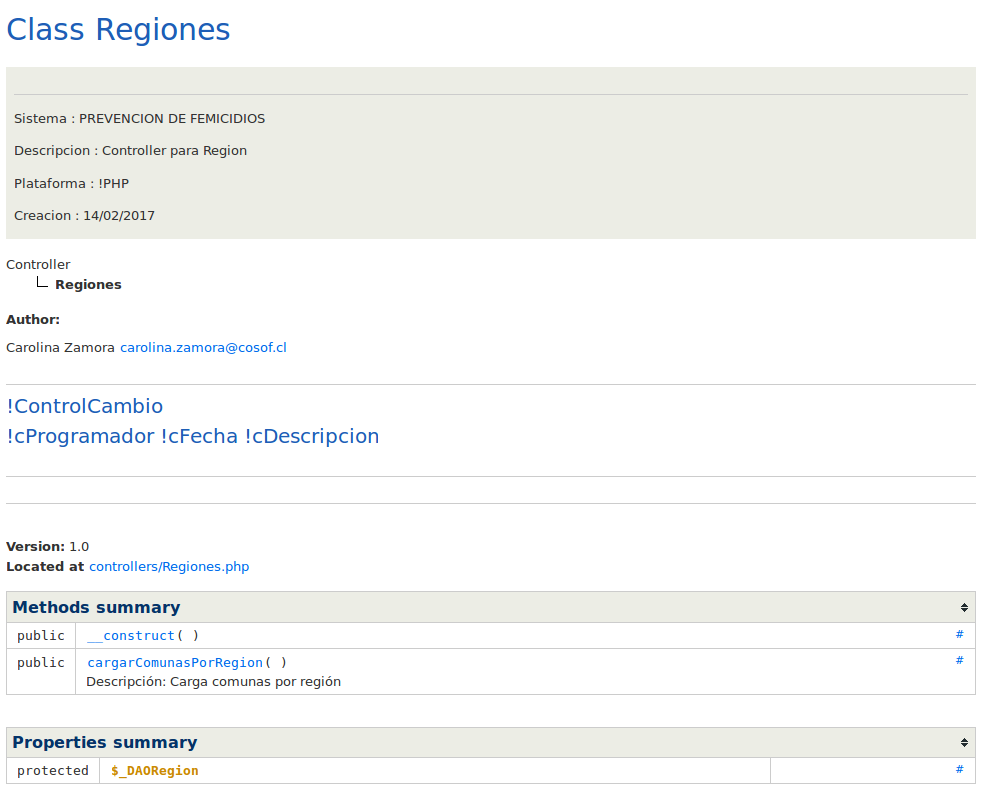 Class Regiones
Sistema : PREVENCION DE FEMICIDIOS
Descripcion : Controller para Region
Plataforma : !PHP
Creacion : 14/02/2017
Controller
Regiones
Author:
Carolina Zamora carolina.zamora@cosof.cl
!ControlCambio
!cProgramador !cFecha !cDescripcion
Version: 1.0
Located at controllers/Regiones.php
Methods summary
public __construct( ) #
public cargarComunasPorRegion( ) #
Descripción: Carga comunas por región
Properties summary
protected $_DAORegion #